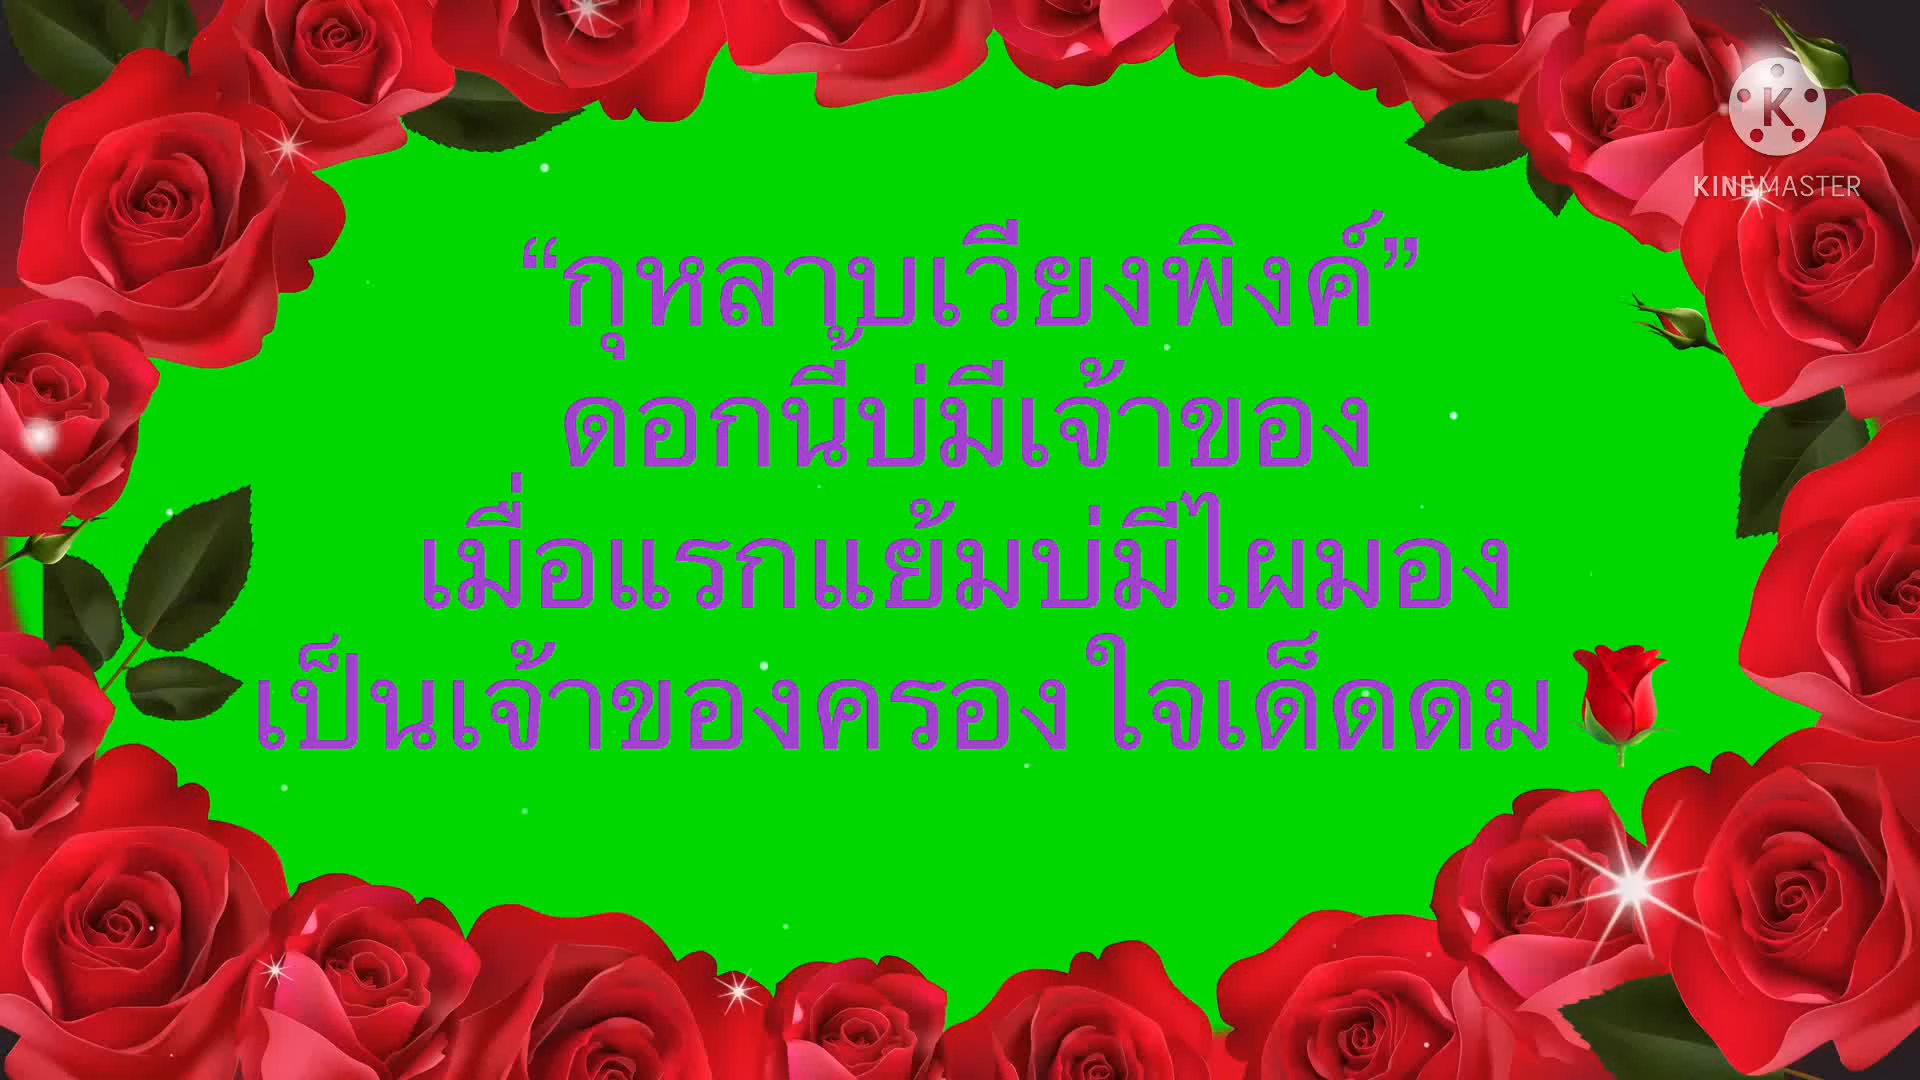 KINEMASTER
“กุหลาบเวียงพิงค์”
ดอกนี้บ่มีเจ้าของ
เมื่อแรกแย้มบ่มีไผมอง
เป็นเจ้าของครองใจเด็ดดม